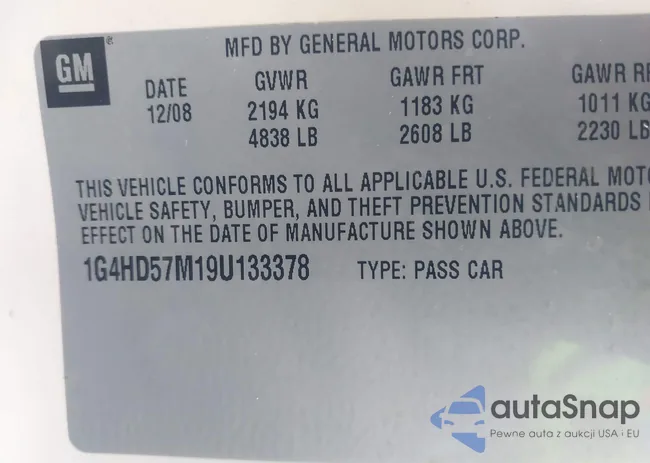 GM
MFD BY GENERAL MOTORS CORP.
DATE GVWR GAWR FRT GAWR
12/08 2194 KG 1183 KG 1011 KG
4838 LB 2608 LB 2230 LB
THIS VEHICLE CONFORMS TO ALL APPLICABLE U.S. FEDERAL
VEHICLE SAFETY, BUMPER, AND THEFT PREVENTION STANDARDS
EFFECT ON THE DATE OF MANUFACTURE SHOWN ABOVE.
1G4HD57M19U133378 TYPE: PASS CAR
autaSnap
Pewne auta z aukcji USA i EU